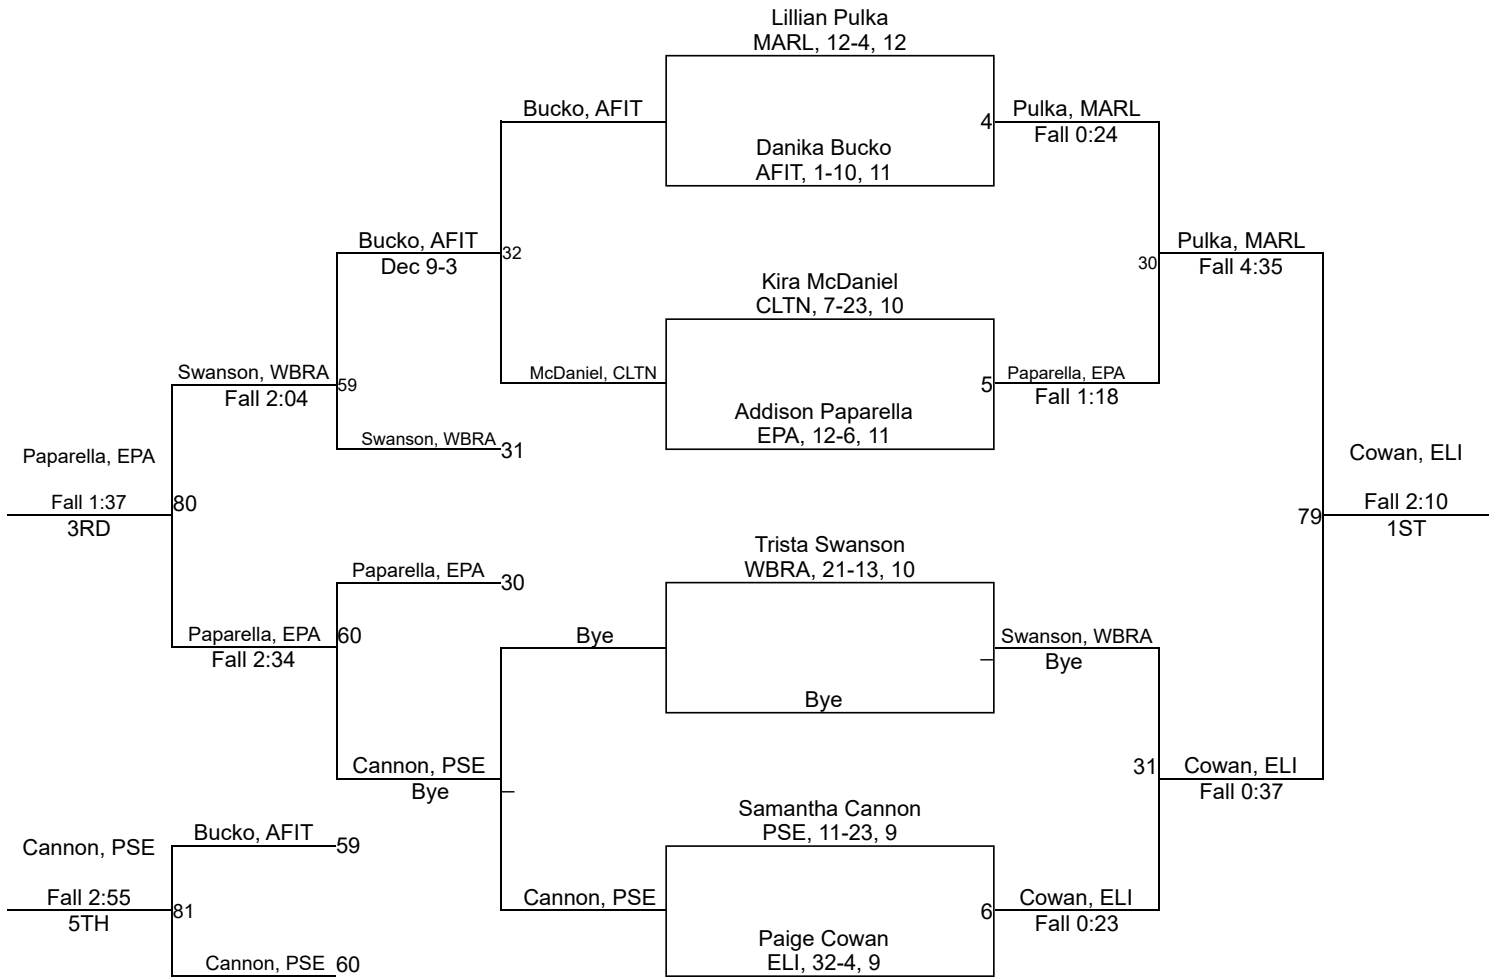 Lillian Pulka
MARL, 12-4, 12
Bucko, AFIT
4
Pulka, MARL
Fall 0:24
Danika Bucko
AFIT, 1-10, 11
Bucko, AFIT
Dec 9-3
32
30
Pulka, MARL
Fall 4:35
Kira McDaniel
CLTN, 7-23, 10
Swanson, WBRA
Fall 2:04
59
McDaniel, CLTN
5
Paparella, EPA
Fall 1:18
Addison Paparella
EPA, 12-6, 11
Swanson, WBRA
31
Paparella, EPA
Fall 1:37
3RD
80
79
Cowan, ELI
Fall 2:10
1ST
Trista Swanson
WBRA, 21-13, 10
Paparella, EPA
30
Paparella, EPA
Fall 2:34
60
Bye
Swanson, WBRA
Bye
Bye
Cannon, PSE
Bye
31
Cowan, ELI
Fall 0:37
Samantha Cannon
PSE, 11-23, 9
Cannon, PSE
Fall 2:55
5TH
Bucko, AFIT
59
81
Cannon, PSE
6
Cowan, ELI
Fall 0:23
Paige Cowan
ELI, 32-4, 9
Cannon, PSE
60